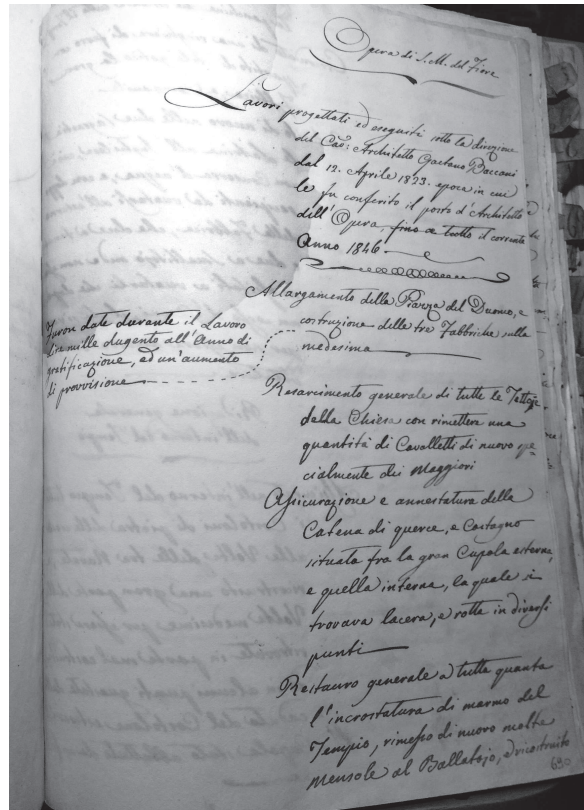 Opera di S. M. del Fiore
Lavori progettati ed eseguiti sotto la direzione
del Cav: Architetto Gaetano Baccani
dal 12. Aprile 1823. epoca in cui
le fu conferito il posto d'Architetto
dell'Opera, fino a tutto il corrente
Anno 1846
Allargamento della Piazza del Duomo, e
costruzione delle tre Fabbriche sulla
medesima
Furon date durante il Lavoro
Lire mille dugento all'Anno di
gratificazione, ed un'aumento
di provvisione
Resarcimento generale di tutte le Tettoje
della Chiesa con rimettere una
quantità di Cavalletti di nuovo spe
cialmente dei Maggiori
Assicurazione e annestatura della
Catena di querce, e Castagno
situata fra la gran Cupola esterna,
e quella interna, la quale si
trovava lacera, e rotta in diversi
punti
Restauro generale a tutta quanta
l'incrostatura di marmo del
Tempio, rimesso di nuovo molte
Mensole al Ballatojo, e ricostruito
690